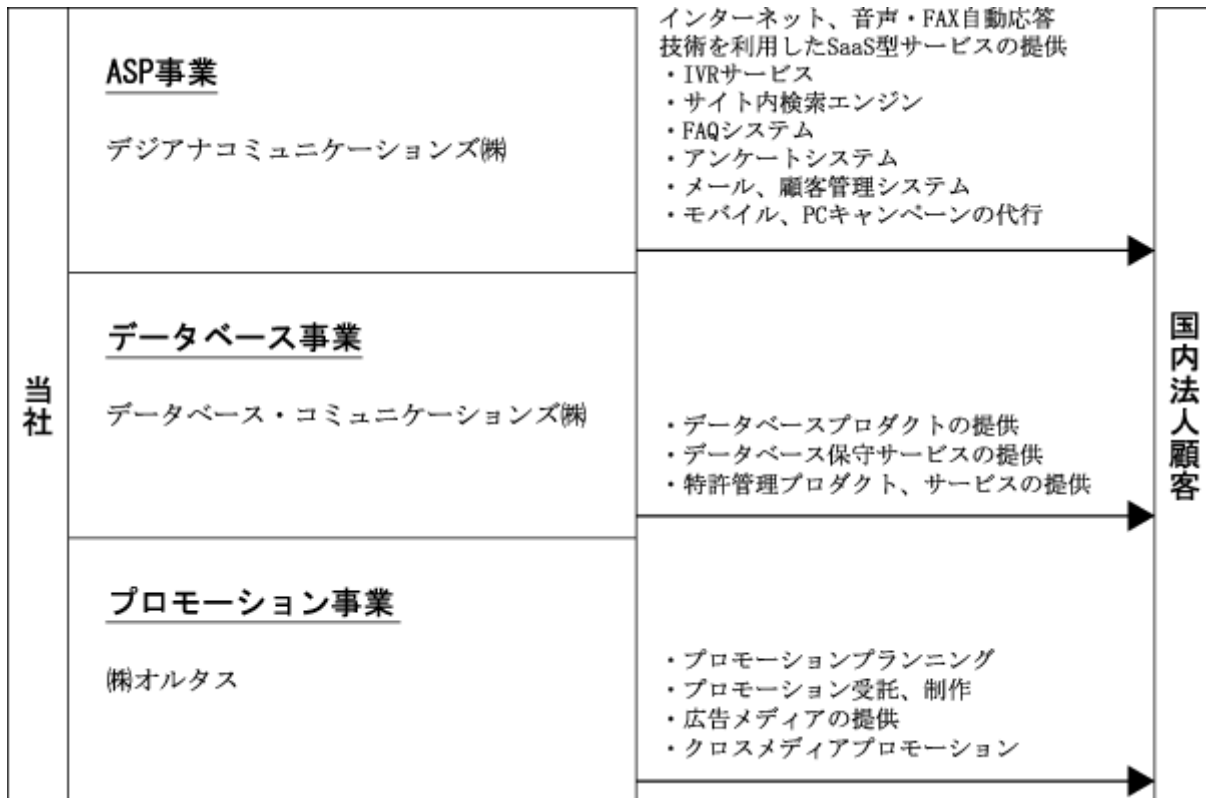 当社
ASP事業
デジアナコミュニケーションズ㈱
インターネット、音声・FAX自動応答
技術を利用したSaaS型サービスの提供
・IVRサービス
・サイト内検索エンジン
・FAQシステム
・アンケートシステム
・メール、顧客管理システム
・モバイル、PCキャンペーンの代行
データベース事業
データベース・コミュニケーションズ㈱
・データベースプロダクトの提供
・データベース保守サービスの提供
・特許管理プロダクト、サービスの提供
プロモーション事業
㈱オルタス
・プロモーションプランニング
・プロモーション受託、制作
・広告メディアの提供
・クロスメディアプロモーション
国内法人顧客